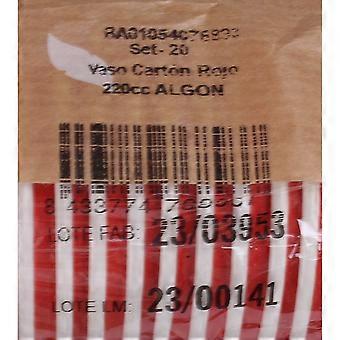 Set- 20
Vaso Cartón Rojo
220cc ALGON
LOTE FAB: 23/03953
LOTE LM: 23/00141